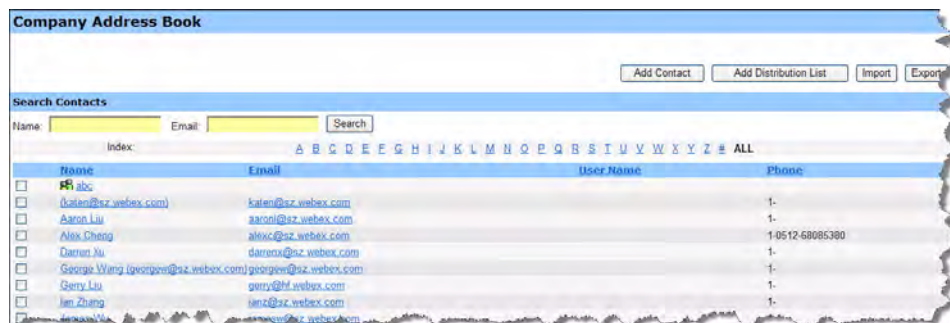 Company Address Book
Add Contact Add Distribution List Import Export
Search Contacts
Name: Email: Search
Index: A B C D E F G H I J K L M N O P Q R S T U V W X Y Z # ALL
Name Email User Name Phone
abc
(katen@sz.webex.com) katen@sz.webex.com 1-
Aaron Liu aaronl@sz.webex.com 1-
Alex Cheng alexc@sz.webex.com 1-0512-68085380
Darren Xu darrenx@sz.webex.com 1-
George Wang (georgew@sz.webex.com) georgew@sz.webex.com 1-
Gerry Liu gerry@hf.webex.com 1-
Ian Zhang ianz@sz.webex.com 1-